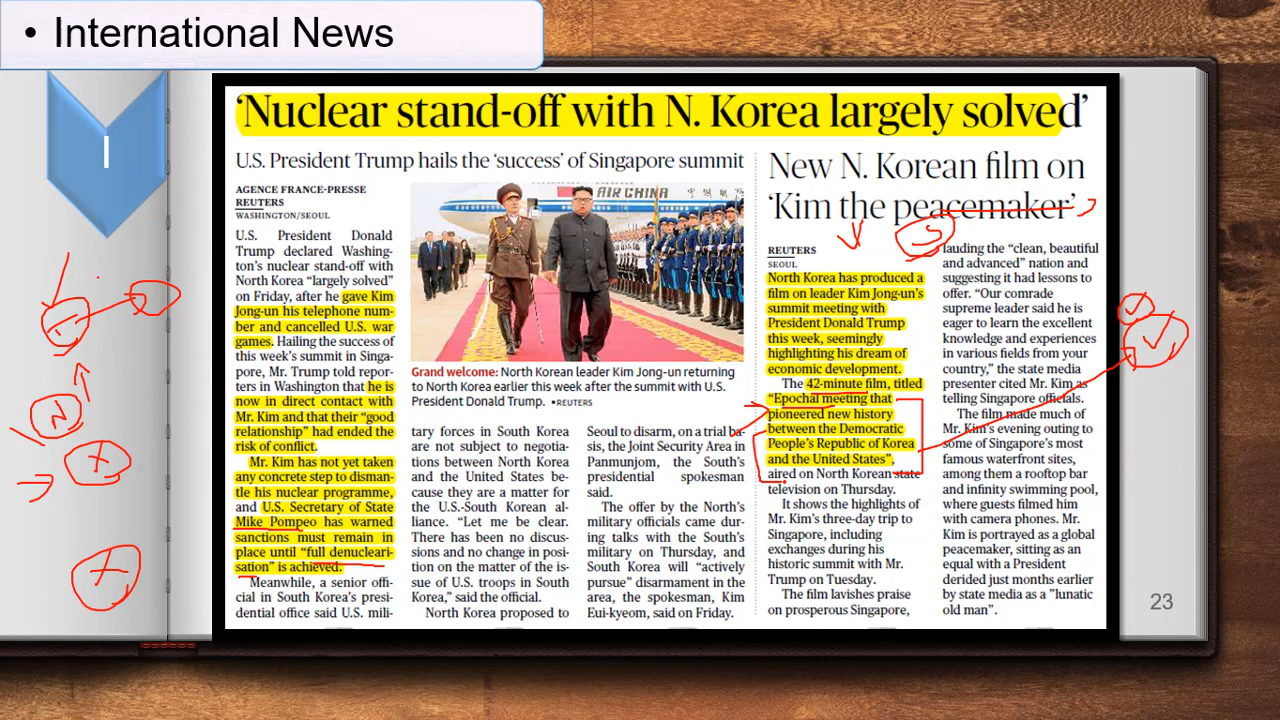 • International News
I
'Nuclear stand-off with N. Korea largely solved'
U.S. President Trump hails the 'success' of Singapore summit
AGENCE FRANCE-PRESSE
REUTERS
WASHINGTON/SEOUL
U.S. President Donald
Trump declared Washing-
ton's nuclear stand-off with
North Korea "largely solved"
on Friday, after he gave Kim
Jong-un his telephone num-
ber and cancelled U.S. war
games. Hailing the success of
this week's summit in Singa-
pore, Mr. Trump told repor-
ters in Washington that he is
now in direct contact with
Mr. Kim and that their "good
relationship" had ended the
risk of conflict.
Mr. Kim has not yet taken
any concrete step to disman-
tle his nuclear programme,
and U.S. Secretary of State
Mike Pompeo has warned
sanctions must remain in
place until "full denucleari-
sation" is achieved.
Meanwhile, a senior offi-
cial in South Korea's presi-
dential office said U.S. mili-
AIR CHINA
Grand welcome: North Korean leader Kim Jong-un returning
to North Korea earlier this week after the summit with U.S.
President Donald Trump. • REUTERS
tary forces in South Korea
are not subject to negotia-
tions between North Korea
and the United States be-
cause they are a matter for
the U.S.-South Korean al-
liance. "Let me be clear.
There has been no discus-
sions and no change in posi-
tion on the matter of the is-
sue of U.S. troops in South
Korea," said the official.
North Korea proposed to
Seoul to disarm, on a trial ba-
sis, the Joint Security Area in
Panmunjom, the South's
presidential spokesman
said.
The offer by the North's
military officials came dur-
ing talks with the South's
military on Thursday, and
South Korea will "actively
pursue" disarmament in the
area, the spokesman, Kim
Eui-kyeom, said on Friday.
New N. Korean film on
'Kim the peacemaker'
REUTERS
SEOUL
North Korea has produced a
film on leader Kim Jong-un's
summit meeting with
President Donald Trump
this week, seemingly
highlighting his dream of
economic development.
The 42-minute film, titled
"Epochal meeting that
pioneered new history
between the Democratic
People's Republic of Korea
and the United States",
aired on North Korean state
television on Thursday.
It shows the highlights of
Mr. Kim's three-day trip to
Singapore, including
exchanges during his
historic summit with Mr.
Trump on Tuesday.
The film lavishes praise
on prosperous Singapore,
lauding the "clean, beautiful
and advanced" nation and
suggesting it had lessons to
offer. "Our comrade
supreme leader said he is
eager to learn the excellent
knowledge and experiences
in various fields from your
country," the state media
presenter cited Mr. Kim as
telling Singapore officials.
The film made much of
Mr. Kim's evening outing to
some of Singapore's most
famous waterfront sites,
among them a rooftop bar
and infinity swimming pool,
where guests filmed him
with camera phones. Mr.
Kim is portrayed as a global
peacemaker, sitting as an
equal with a President
derided just months earlier
by state media as a "lunatic
old man".
N
S
23